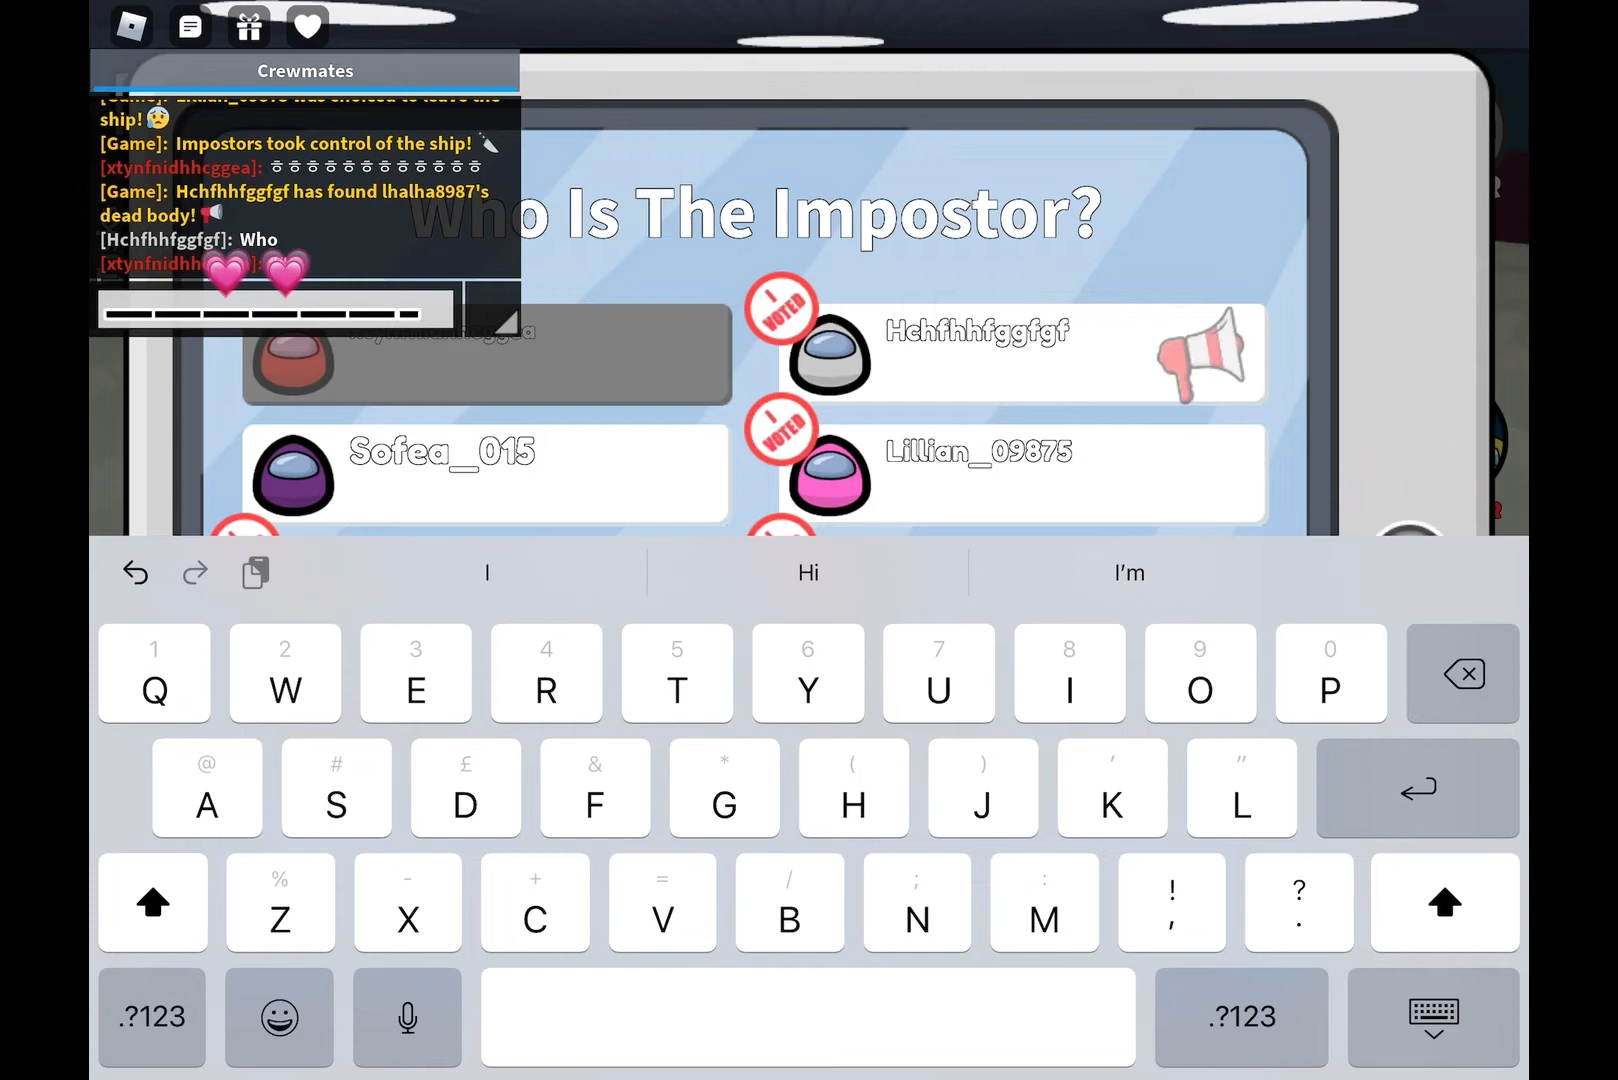 Crewmates
ship! 😥
[Game]: Impostors took control of the ship! 🔪
[xtynfnidhhcggea]: ㅎㅎㅎㅎㅎㅎㅎㅎㅎㅎㅎㅎ
[Game]: Hchfhhfggfgf has found lhalha8987's
dead body! 📢
[Hchfhhfggfgf]: Who
Who Is The Impostor?
I VOTED
Hchfhhfggfgf
Sofea_015
I VOTED
Lillian_09875
I
Hi
I'm
1 2 3 4 5 6 7 8 9 0
Q W E R T Y U I O P
@ # £ & * ( ) ' "
A S D F G H J K L
% - + = / ; : ! ?
Z X C V B N M , .
.?123
.?123